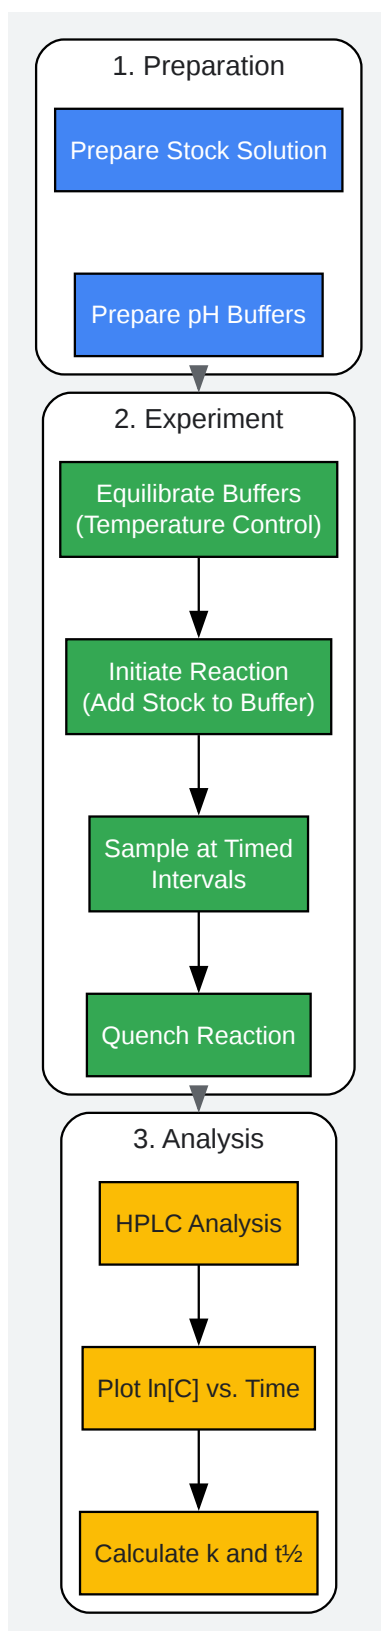 1. Preparation
Prepare Stock Solution
Prepare pH Buffers
2. Experiment
Equilibrate Buffers
(Temperature Control)
Initiate Reaction
(Add Stock to Buffer)
Sample at Timed
Intervals
Quench Reaction
3. Analysis
HPLC Analysis
Plot ln[C] vs. Time
Calculate k and t½